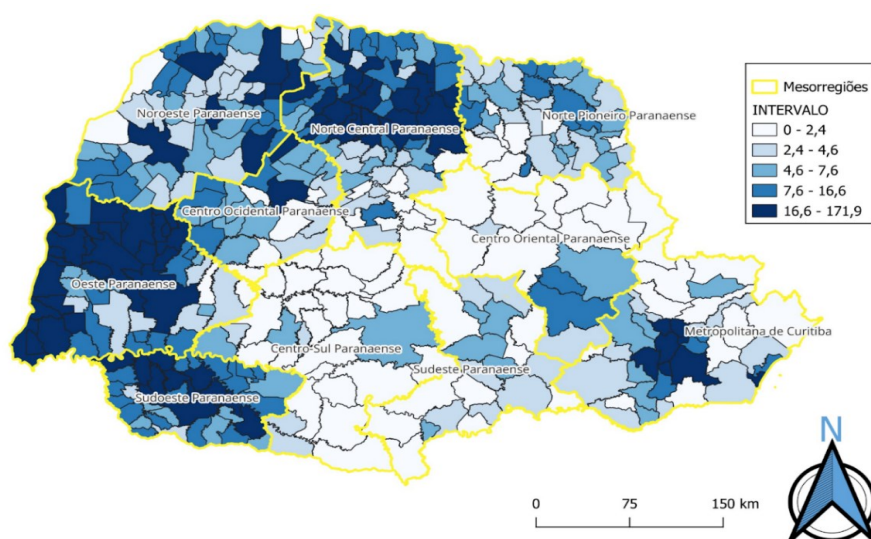 Mesorregiões
INTERVALO
0 - 2,4
2,4 - 4,6
4,6 - 7,6
7,6 - 16,6
16,6 - 171,9
Noroeste Paranaense
Norte Central Paranaense
Norte Pioneiro Paranaense
Centro Ocidental Paranaense
Centro Oriental Paranaense
Oeste Paranaense
Metropolitana de Curitiba
Centro-Sul Paranaense
Sudeste Paranaense
Sudoeste Paranaense
N
0 75 150 km